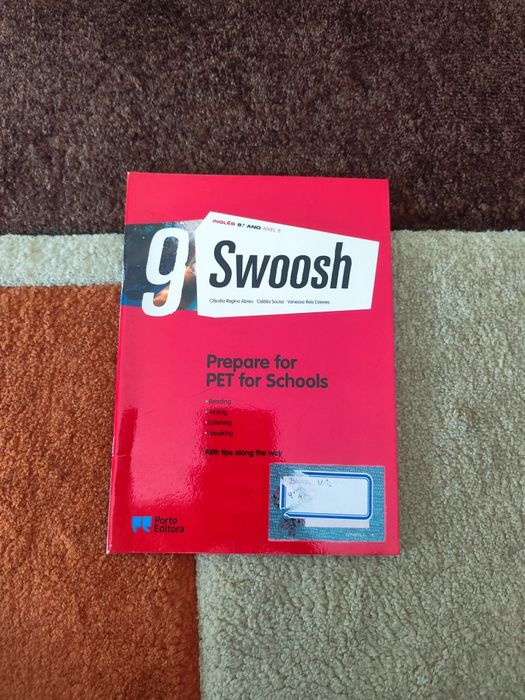 INGLÊS 9.º ANO NÍVEL 5
9 Swoosh
Cláudia Regina Abreu Cidália Sousa Vanessa Reis Esteves
Prepare for
PET for Schools
• Reading
• Writing
• Listening
• Speaking
With tips along the way
9º A
Porto
Editora